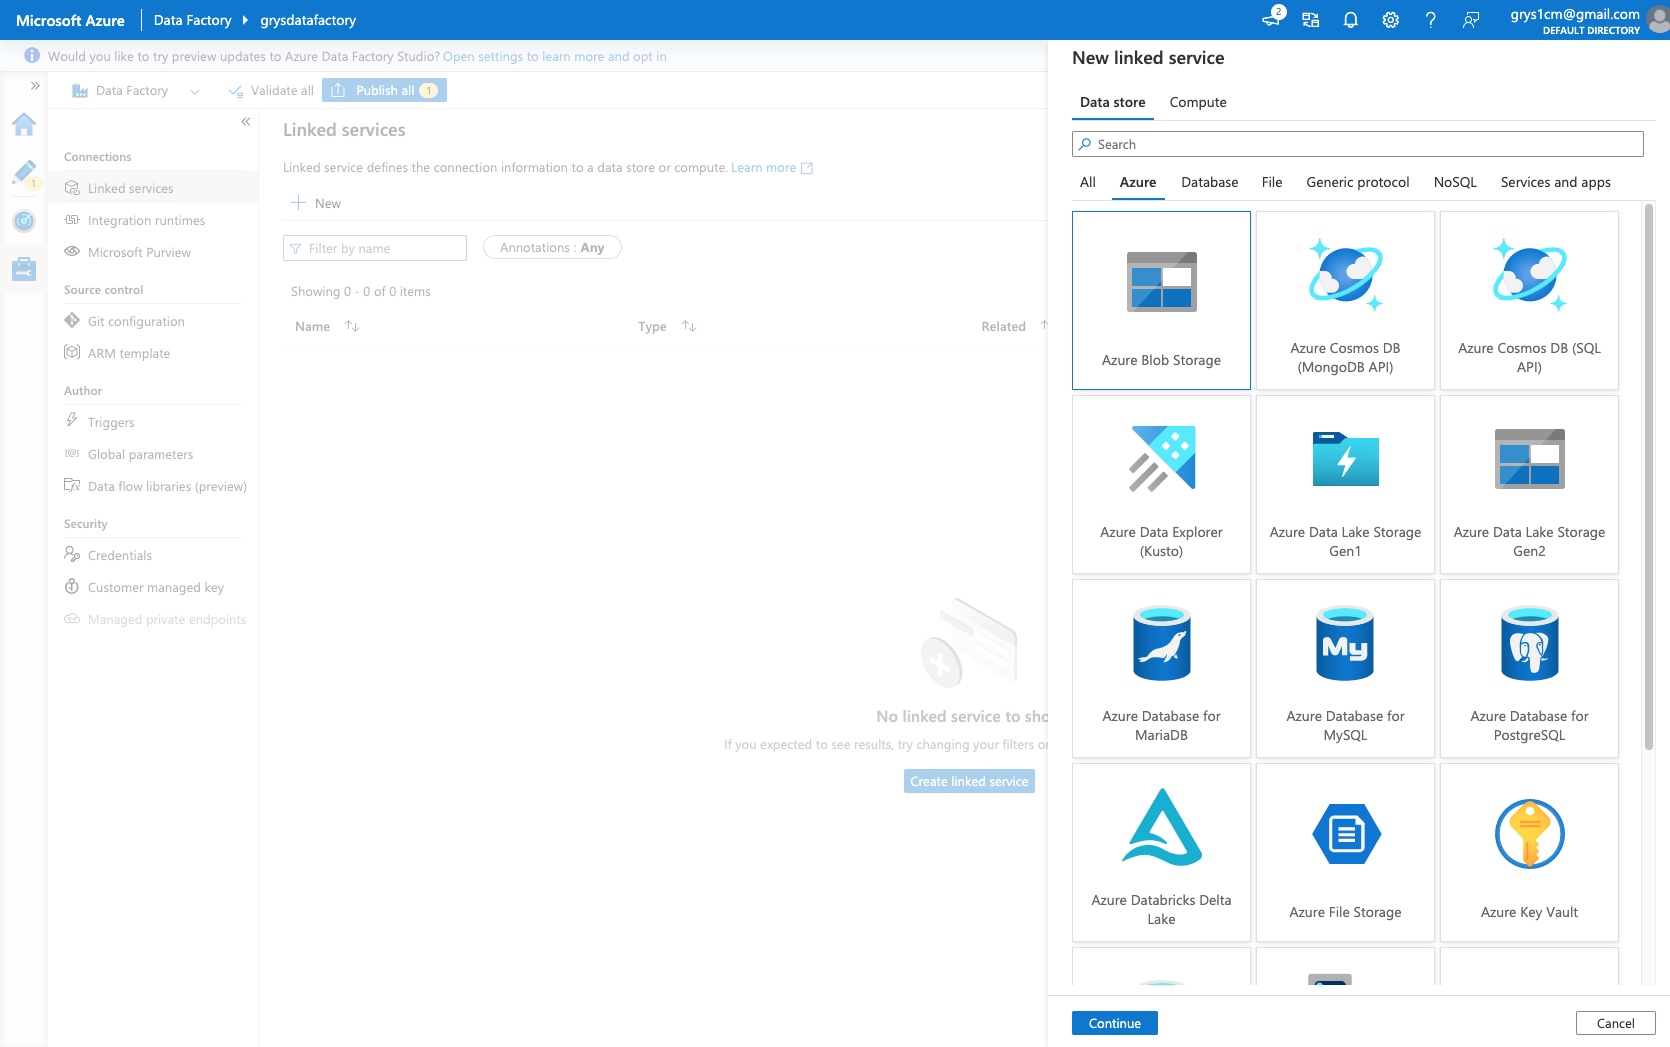 Microsoft Azure
Data Factory
grysdatafactory
2
grys1cm@gmail.com
DEFAULT DIRECTORY
Would you like to try preview updates to Azure Data Factory Studio? Open settings to learn more and opt in
Data Factory
Validate all
Publish all
1
1
Connections
Linked services
Integration runtimes
Microsoft Purview
Source control
Git configuration
ARM template
Author
Triggers
Global parameters
Data flow libraries (preview)
Security
Credentials
Customer managed key
Managed private endpoints
Linked services
Linked service defines the connection information to a data store or compute. Learn more
New
Filter by name
Annotations : Any
Showing 0 - 0 of 0 items
Name
Type
Related
No linked service to sho
If you expected to see results, try changing your filters or
Create linked service
New linked service
Data store
Compute
Search
All
Azure
Database
File
Generic protocol
NoSQL
Services and apps
Azure Blob Storage
Azure Cosmos DB
(MongoDB API)
Azure Cosmos DB (SQL
API)
Azure Data Explorer
(Kusto)
Azure Data Lake Storage
Gen1
Azure Data Lake Storage
Gen2
Azure Database for
MariaDB
My
Azure Database for
MySQL
Azure Database for
PostgreSQL
Azure Databricks Delta
Lake
Azure File Storage
Azure Key Vault
Continue
Cancel